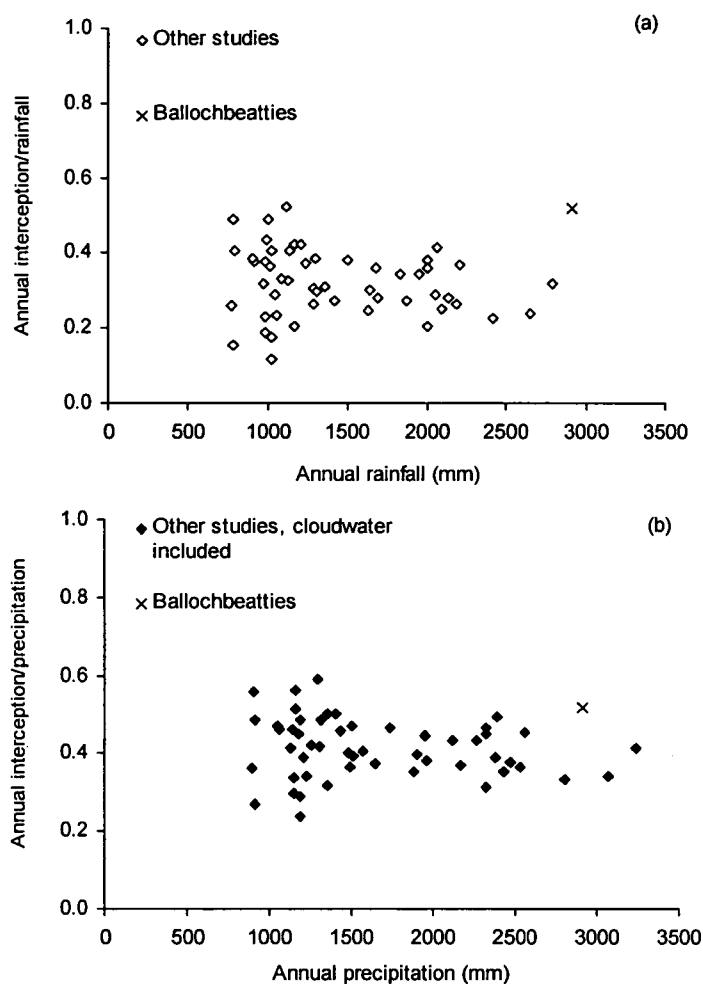 (a)
Other studies
Ballochbeatties
Annual interception/rainfall
1.0
0.8
0.6
0.4
0.2
0.0
0 500 1000 1500 2000 2500 3000 3500
Annual rainfall (mm)
(b)
Other studies, cloudwater
included
Ballochbeatties
Annual interception/precipitation
1.0
0.8
0.6
0.4
0.2
0.0
0 500 1000 1500 2000 2500 3000 3500
Annual precipitation (mm)